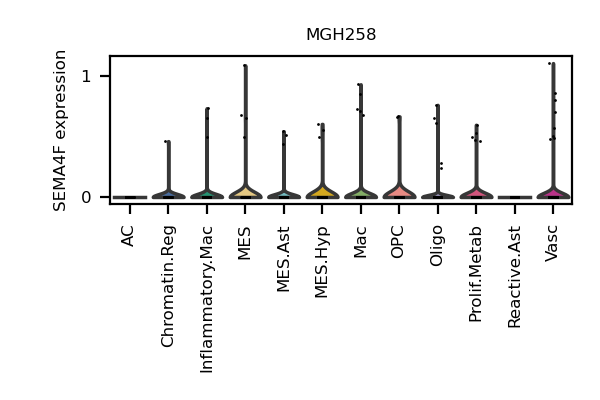 MGH258
SEMA4F expression
1
0
AC
Chromatin.Reg
Inflammatory.Mac
MES
MES.Ast
MES.Hyp
Mac
OPC
Oligo
Prolif.Metab
Reactive.Ast
Vasc